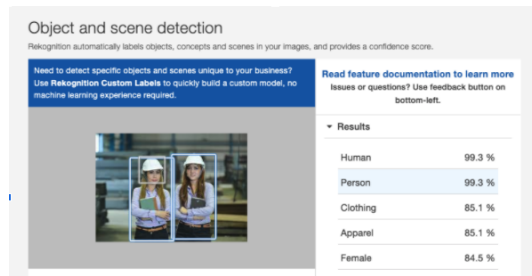 Object and scene detection
Rekognition automatically labels objects, concepts and scenes in your images, and provides a confidence score.
Need to detect specific objects and scenes unique to your business?
Use Rekognition Custom Labels to quickly build a custom model, no
machine learning experience required.
Read feature documentation to learn more
Issues or questions? Use feedback button on
bottom-left.
Results
Human 99.3 %
Person 99.3 %
Clothing 85.1 %
Apparel 85.1 %
Female 84.5 %